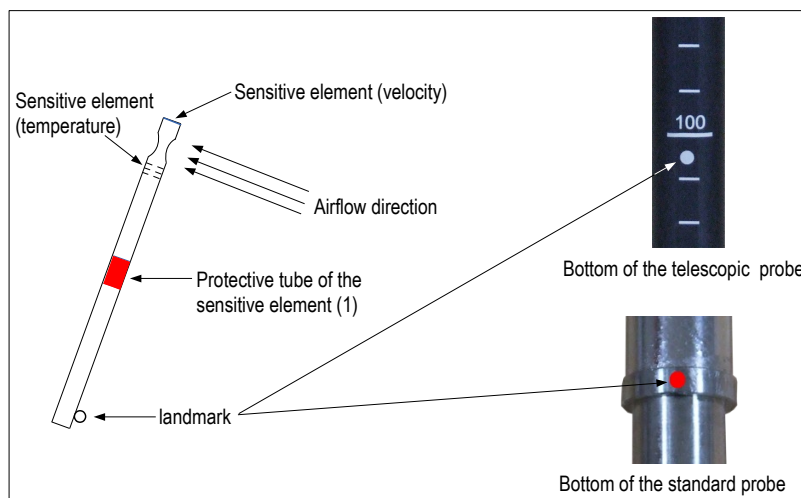 Sensitive element
(temperature)
Sensitive element (velocity)
Airflow direction
Protective tube of the
sensitive element (1)
landmark
100
Bottom of the telescopic probe
Bottom of the standard probe